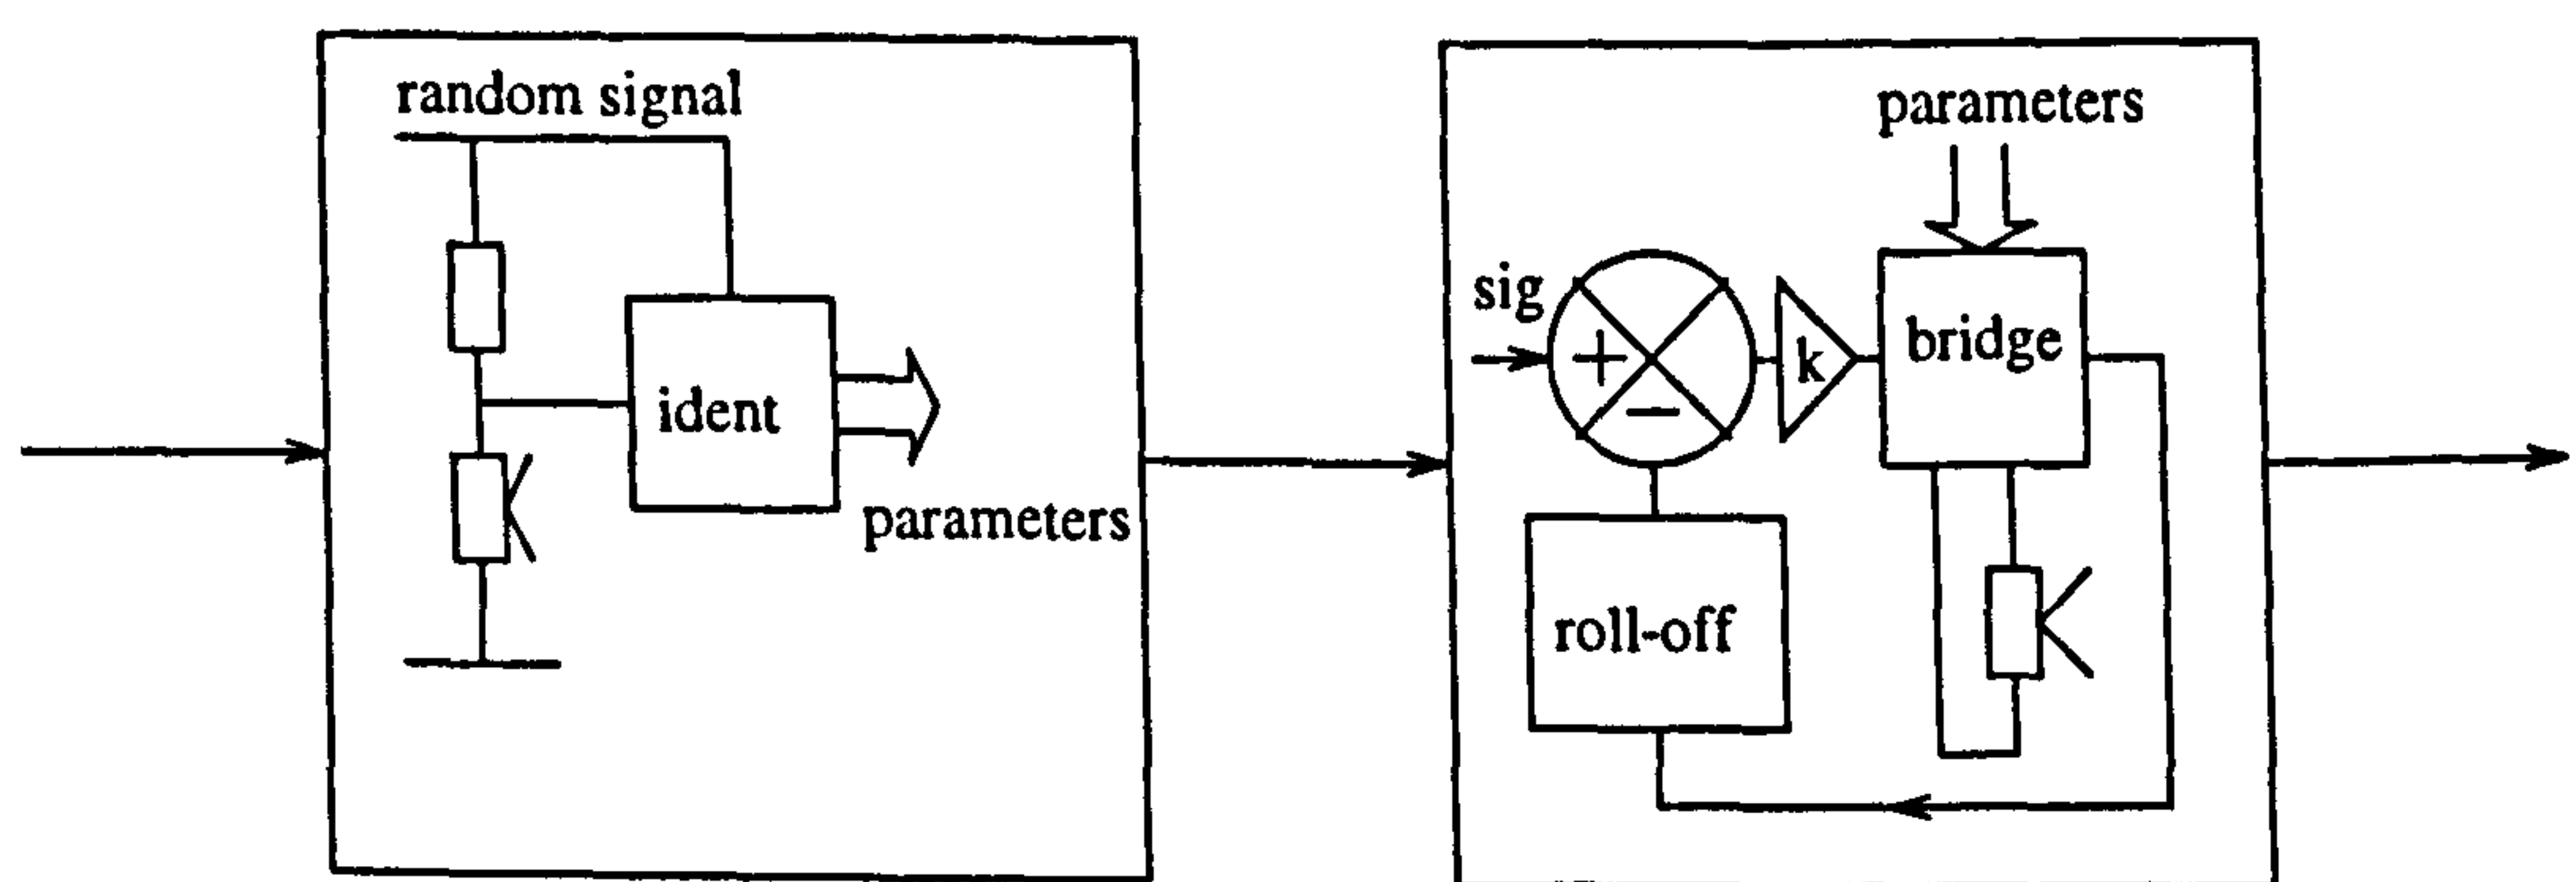 random signal
ident
parameters
parameters
sig
+
−
k
bridge
roll-off